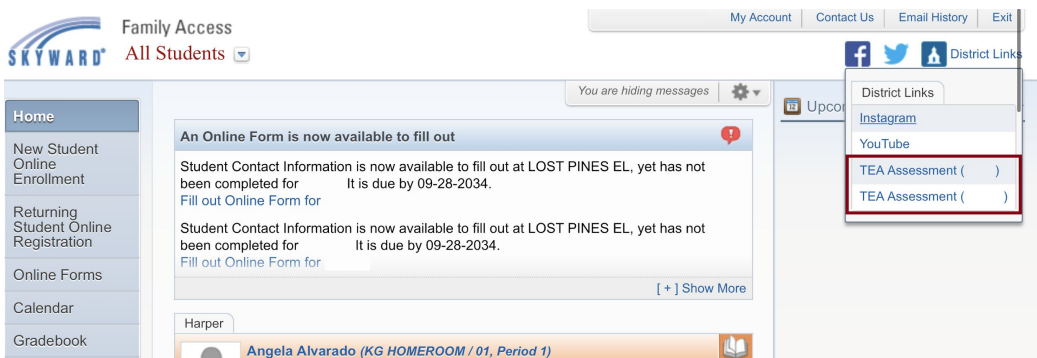 My Account
Contact Us
Email History
Exit
SKYWARD
Family Access
All Students
District Links
You are hiding messages
Home
New Student
Online
Enrollment
Returning
Student Online
Registration
Online Forms
Calendar
Gradebook
An Online Form is now available to fill out
Student Contact Information is now available to fill out at LOST PINES EL, yet has not
been completed for It is due by 09-28-2034.
Fill out Online Form for
Student Contact Information is now available to fill out at LOST PINES EL, yet has not
been completed for It is due by 09-28-2034.
Fill out Online Form for
[ + ] Show More
Harper
Angela Alvarado (KG HOMEROOM / 01, Period 1)
12
Upcor
District Links
Instagram
YouTube
TEA Assessment ( )
TEA Assessment ( )